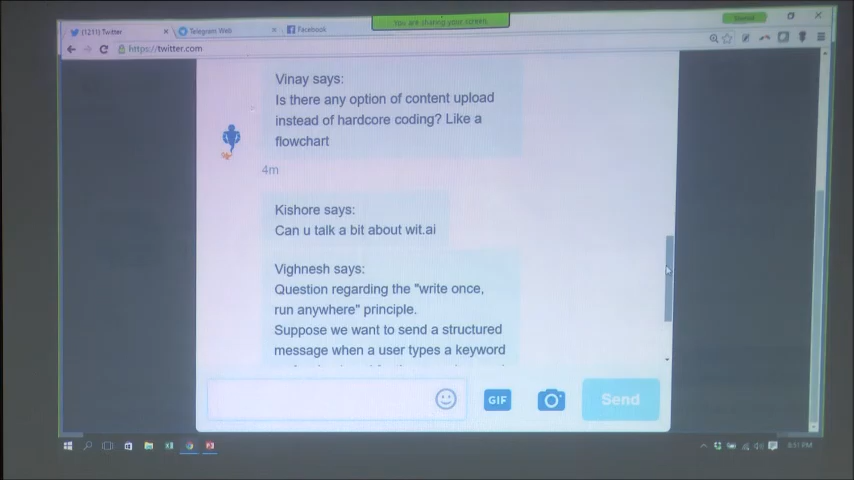 You are sharing your screen.
(1211) Twitter
Telegram Web
Facebook
https://twitter.com
Vinay says:
Is there any option of content upload
instead of hardcore coding? Like a
flowchart
4m
Kishore says:
Can u talk a bit about wit.ai
Vighnesh says:
Question regarding the "write once,
run anywhere" principle.
Suppose we want to send a structured
message when a user types a keyword
GIF
Send
8:51 PM